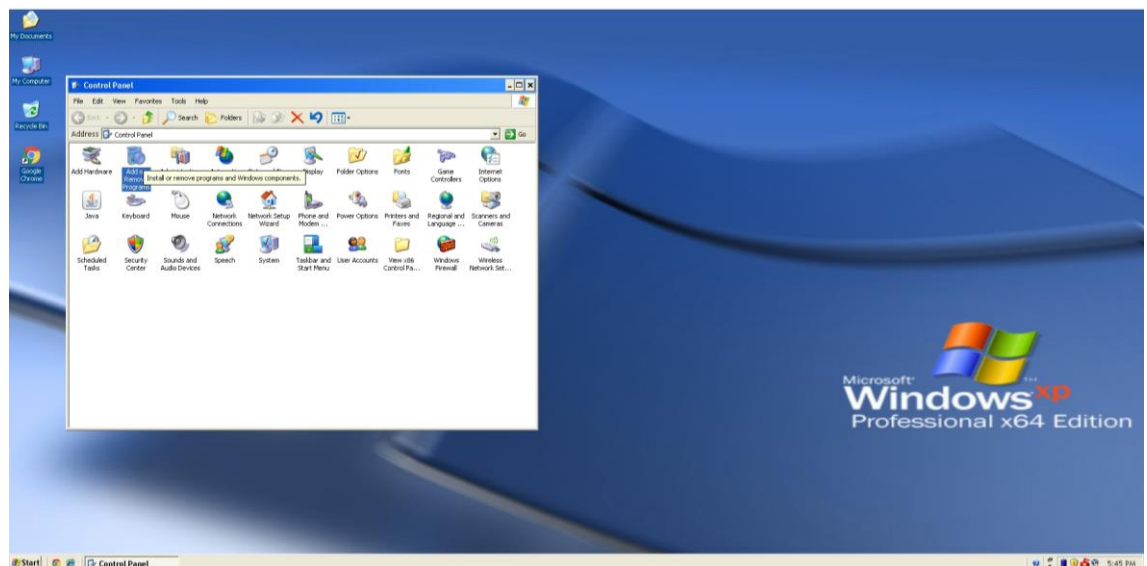 My Documents
My Computer
Recycle Bin
Google
Chrome
Control Panel
File Edit View Favorites Tools Help
Search Folders
Address Control Panel Go
Add Hardware
Add
Remov
Programs
Display
Folder Options
Fonts
Game
Controllers
Internet
Options
Install or remove programs and Windows components.
Java
Keyboard
Mouse
Network
Connections
Network Setup
Wizard
Phone and
Modem ...
Power Options
Printers and
Faxes
Regional and
Language ...
Scanners and
Cameras
Scheduled
Tasks
Security
Center
Sounds and
Audio Devices
Speech
System
Taskbar and
Start Menu
User Accounts
View x86
Control Pa...
Windows
Firewall
Wireless
Network Set...
Microsoft
Windows xp
Professional x64 Edition
Start Control Panel 5:45 PM